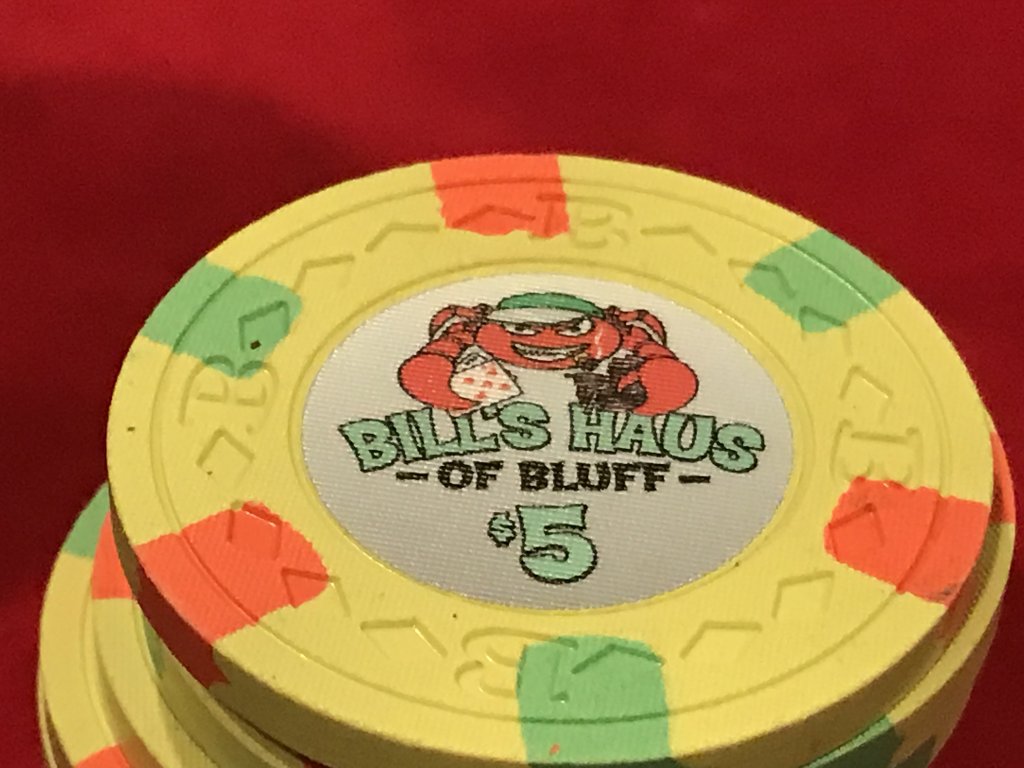 BILL'S HAUS
- OF BLUFF -
$5